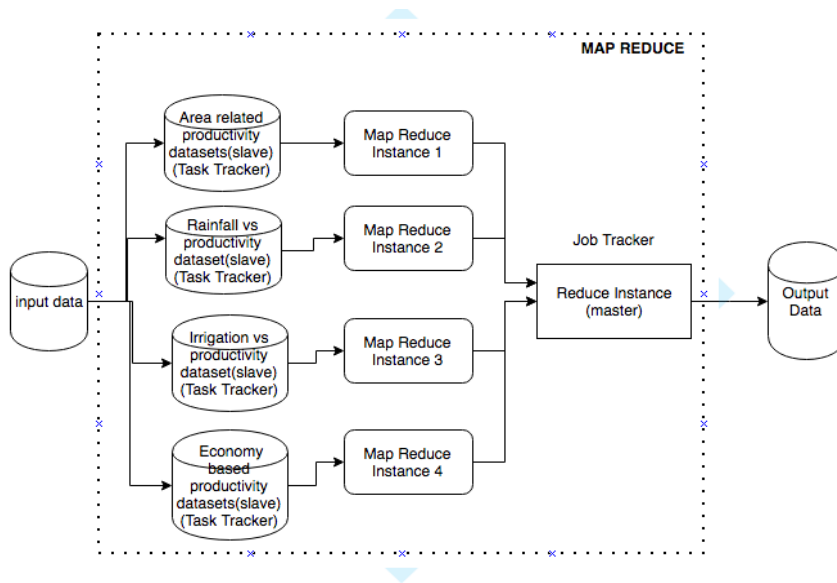 MAP REDUCE
Area related
productivity
datasets(slave)
(Task Tracker)
Map Reduce
Instance 1
Rainfall vs
productivity
dataset(slave)
(Task Tracker)
Map Reduce
Instance 2
Job Tracker
input data
Reduce Instance
(master)
Output
Data
Irrigation vs
productivity
dataset(slave)
(Task Tracker)
Map Reduce
Instance 3
Economy
based
productivity
datasets(slave)
(Task Tracker)
Map Reduce
Instance 4